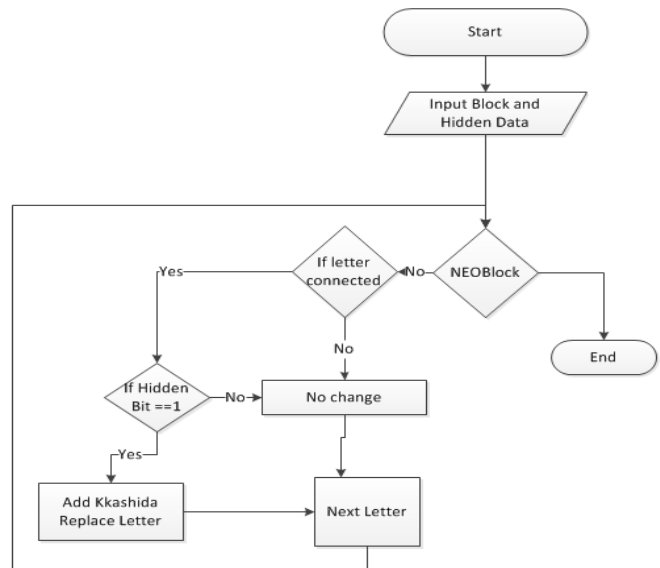 Start
Input Block and
Hidden Data
NEOBlock
No
If letter
connected
Yes
No
If Hidden
Bit ==1
No
No change
Yes
Add Kkashida
Replace Letter
Next Letter
End